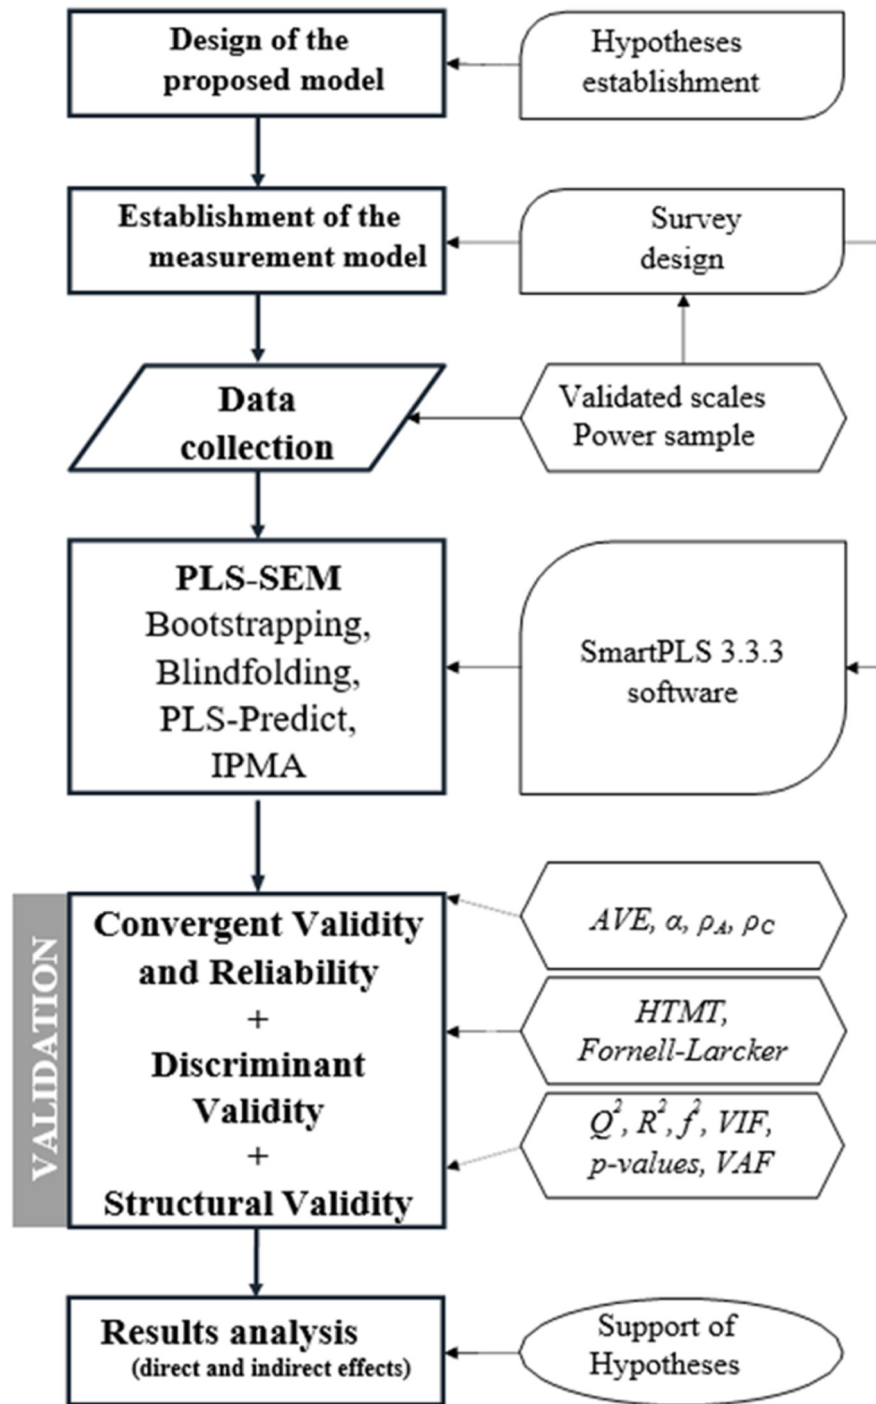 Design of the
proposed model
Hypotheses
establishment
Establishment of the
measurement model
Survey
design
Data
collection
Validated scales
Power sample
PLS-SEM
Bootstrapping,
Blindfolding,
PLS-Predict,
IPMA
SmartPLS 3.3.3
software
VALIDATION
Convergent Validity
and Reliability
+
Discriminant
Validity
+
Structural Validity
AVE, α, ρA, ρC
HTMT,
Fornell-Larcker
Q², R², f², VIF,
p-values, VAF
Results analysis
(direct and indirect effects)
Support of
Hypotheses